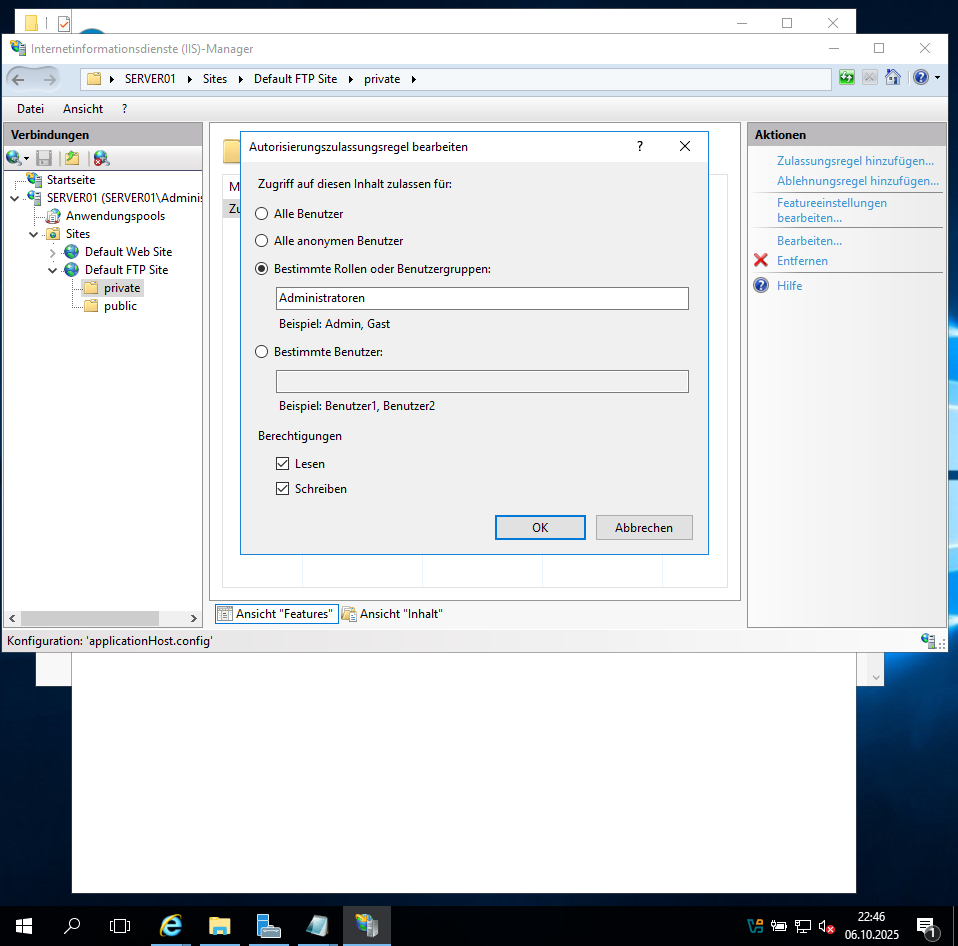 Internetinformationsdienste (IIS)-Manager
SERVER01 Sites Default FTP Site private
Datei Ansicht ?
Verbindungen
Startseite
SERVER01 (SERVER01\Adminis
Anwendungspools
Sites
Default Web Site
Default FTP Site
private
public
M
Zu
Autorisierungszulassungsregel bearbeiten ?
Zugriff auf diesen Inhalt zulassen für:
Alle Benutzer
Alle anonymen Benutzer
Bestimmte Rollen oder Benutzergruppen:
Administratoren
Beispiel: Admin, Gast
Bestimmte Benutzer:
Beispiel: Benutzer1, Benutzer2
Berechtigungen
Lesen
Schreiben
OK Abbrechen
Aktionen
Zulassungsregel hinzufügen...
Ablehnungsregel hinzufügen...
Featureeinstellungen
bearbeiten...
Bearbeiten...
Entfernen
Hilfe
Ansicht "Features" Ansicht "Inhalt"
Konfiguration: 'applicationHost.config'
22:46
06.10.2025
1